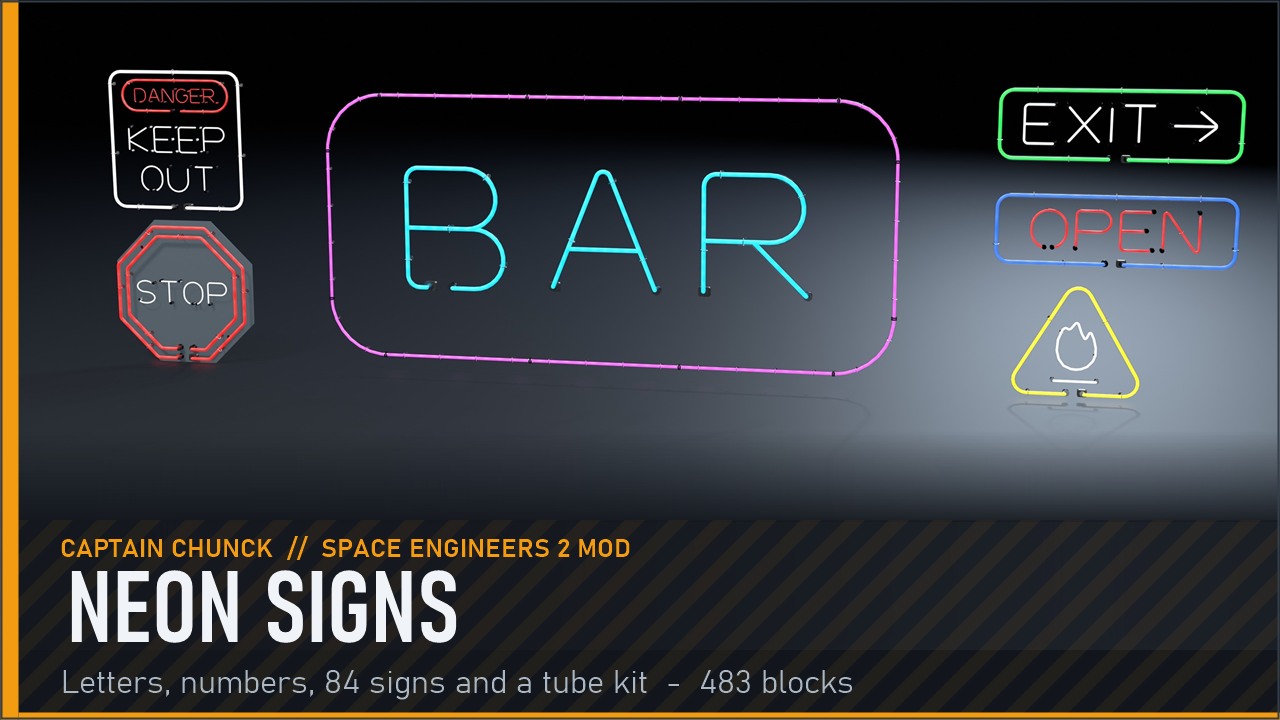 DANGER
KEEP
OUT
STOP
BAR
EXIT →
OPEN
CAPTAIN CHUNCK // SPACE ENGINEERS 2 MOD
NEON SIGNS
Letters, numbers, 84 signs and a tube kit - 483 blocks